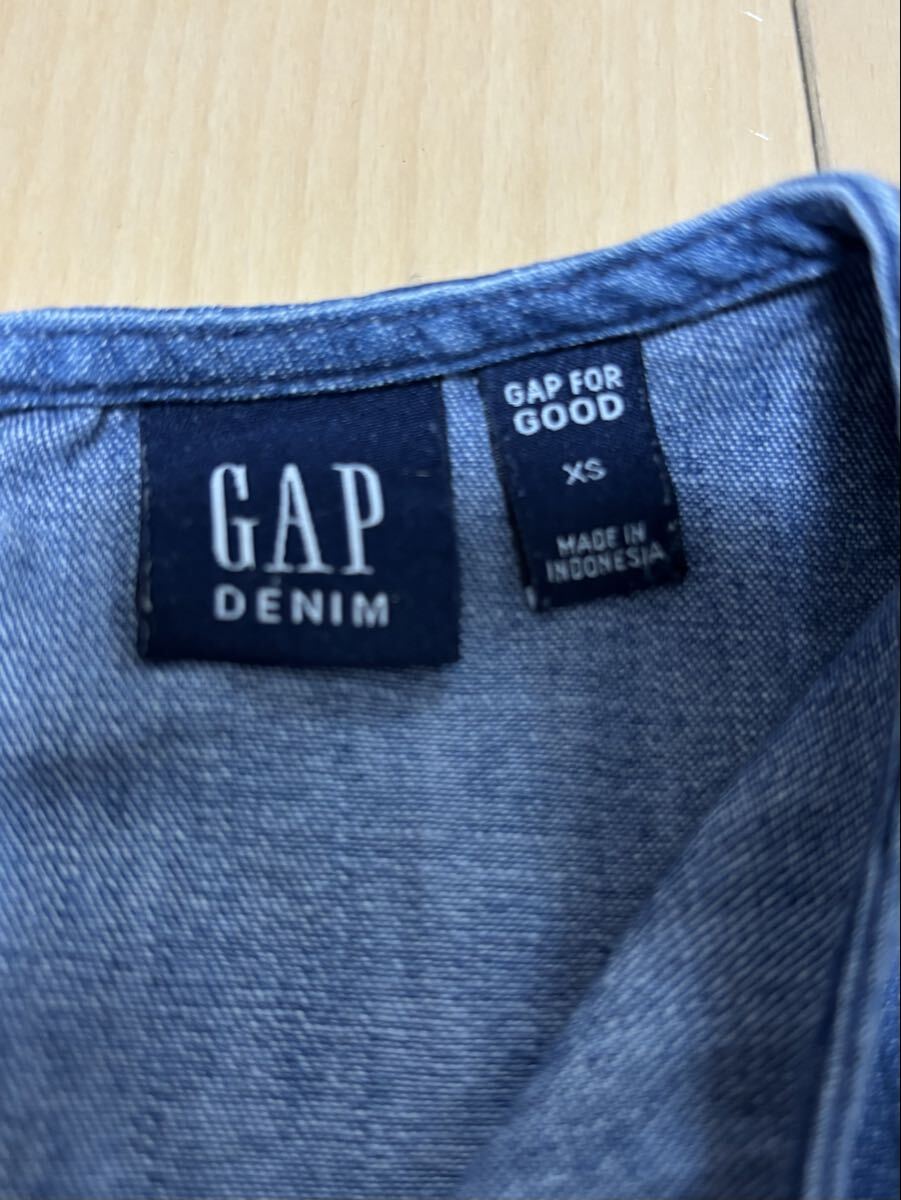 GAP
DENIM
GAP FOR
GOOD
XS
MADE IN
INDONESIA